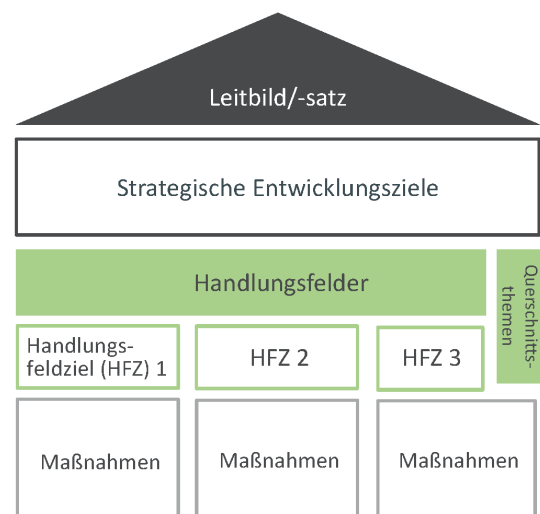 Leitbild/-satz
Strategische Entwicklungsziele
Handlungsfelder
Querschnitts-
themen
Handlungs-
feldziel (HFZ) 1
HFZ 2
HFZ 3
Maßnahmen
Maßnahmen
Maßnahmen